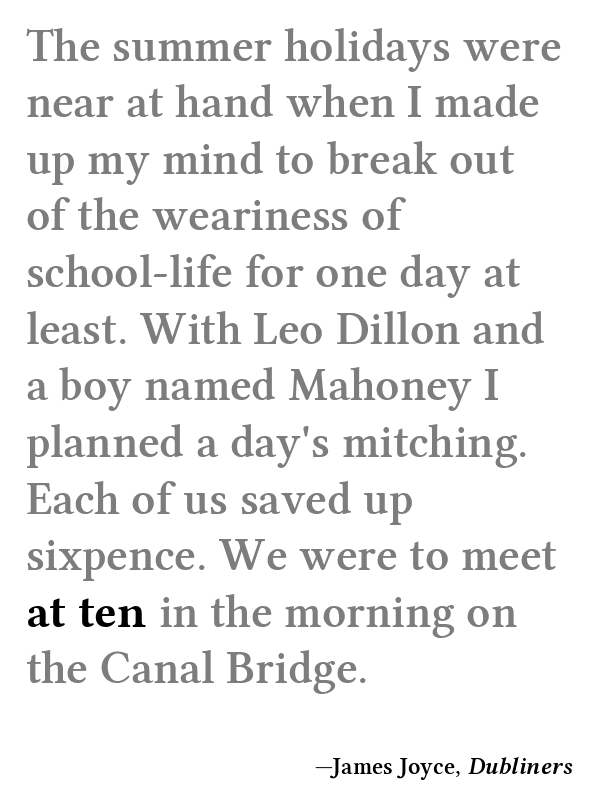 The summer holidays were
near at hand when I made
up my mind to break out
of the weariness of
school-life for one day at
least. With Leo Dillon and
a boy named Mahoney I
planned a day's mitching.
Each of us saved up
sixpence. We were to meet
at ten in the morning on
the Canal Bridge.
—James Joyce, Dubliners